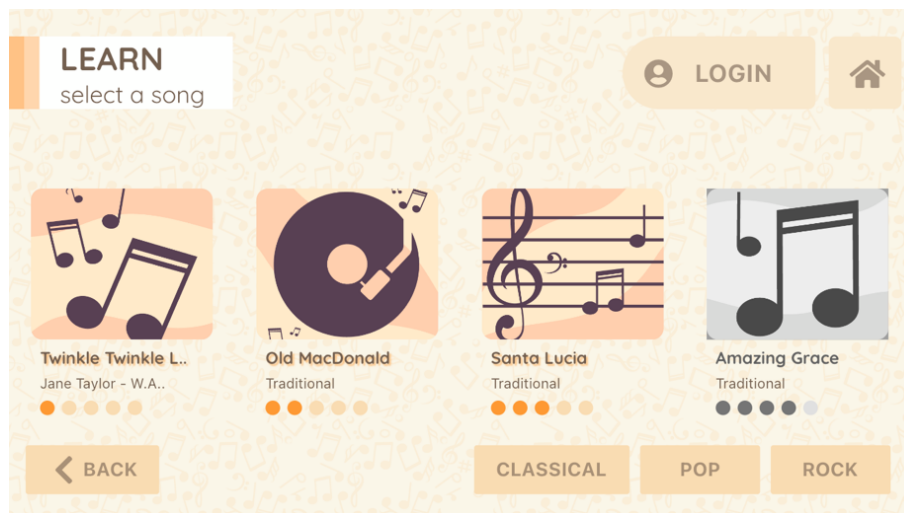 LEARN
select a song
LOGIN
Twinkle Twinkle L..
Jane Taylor - W.A..
Old MacDonald
Traditional
Santa Lucia
Traditional
Amazing Grace
Traditional
BACK
CLASSICAL
POP
ROCK